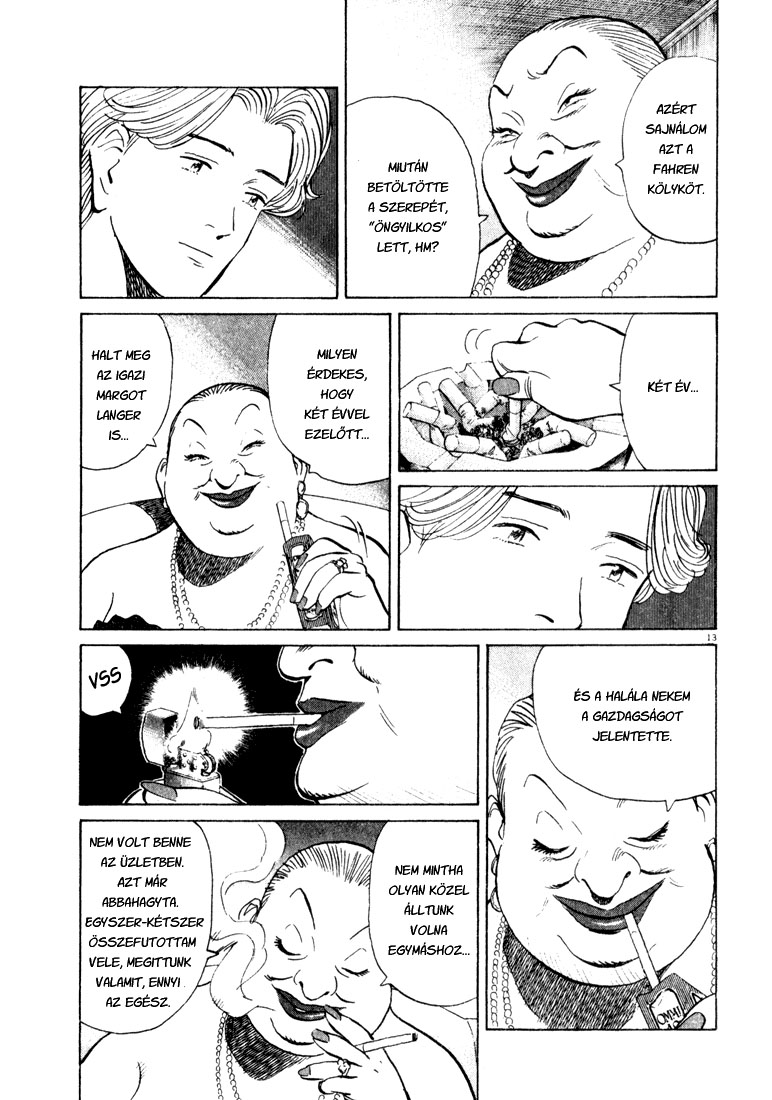 AZÉRT
SAJNÁLOM
AZT A
FAHREN
KÖLYKÖT.
MIUTÁN
BETÖLTÖTTE
A SZEREPÉT,
"ÖNGYILKOS"
LETT, HM?
KÉT ÉV...
MILYEN
ÉRDEKES,
HOGY
KÉT ÉVVEL
EZELŐTT...
HALT MEG
AZ IGAZI
MARGOT
LANGER
IS...
13
ÉS A HALÁLA NEKEM
A GAZDAGSÁGOT
JELENTETTE.
VSS
NEM MINTHA
OLYAN KÖZEL
ÁLLTUNK
VOLNA
EGYMÁSHOZ...
NEM VOLT BENNE
AZ ÜZLETBEN.
AZT MÁR
ABBAHAGYTA.
EGYSZER-KÉTSZER
ÖSSZEFUTOTTAM
VELE, MEGITTUNK
VALAMIT, ENNYI
AZ EGÉSZ.